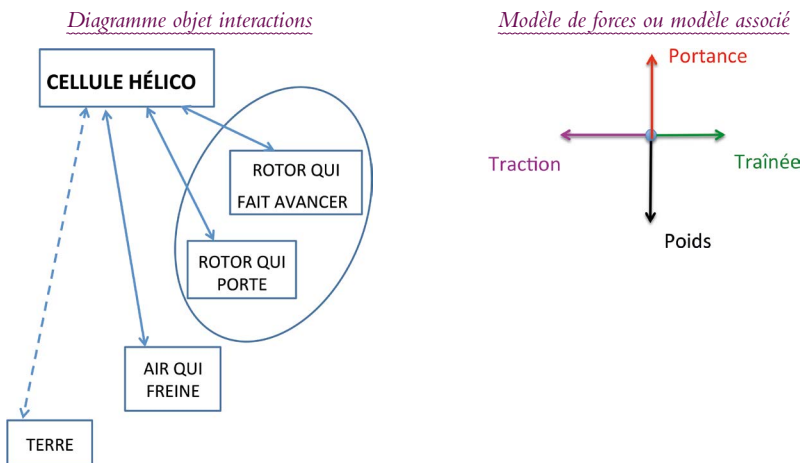 Diagramme objet interactions
CELLULE HÉLICO
ROTOR QUI
FAIT AVANCER
ROTOR QUI
PORTE
AIR QUI
FREINE
TERRE
Modèle de forces ou modèle associé
Portance
Traction
Traînée
Poids